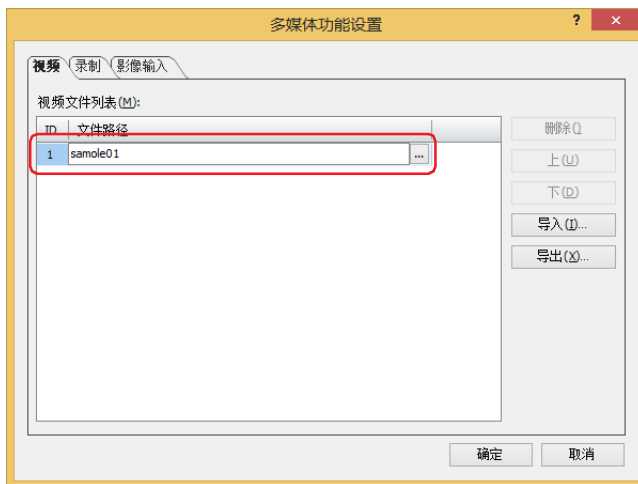 多媒体功能设置
?
×
视频 录制 影像输入
视频文件列表(M):
ID 文件路径
1 samole01 ...
删除()
上(U)
下(D)
导入(I)...
导出(X)...
确定 取消